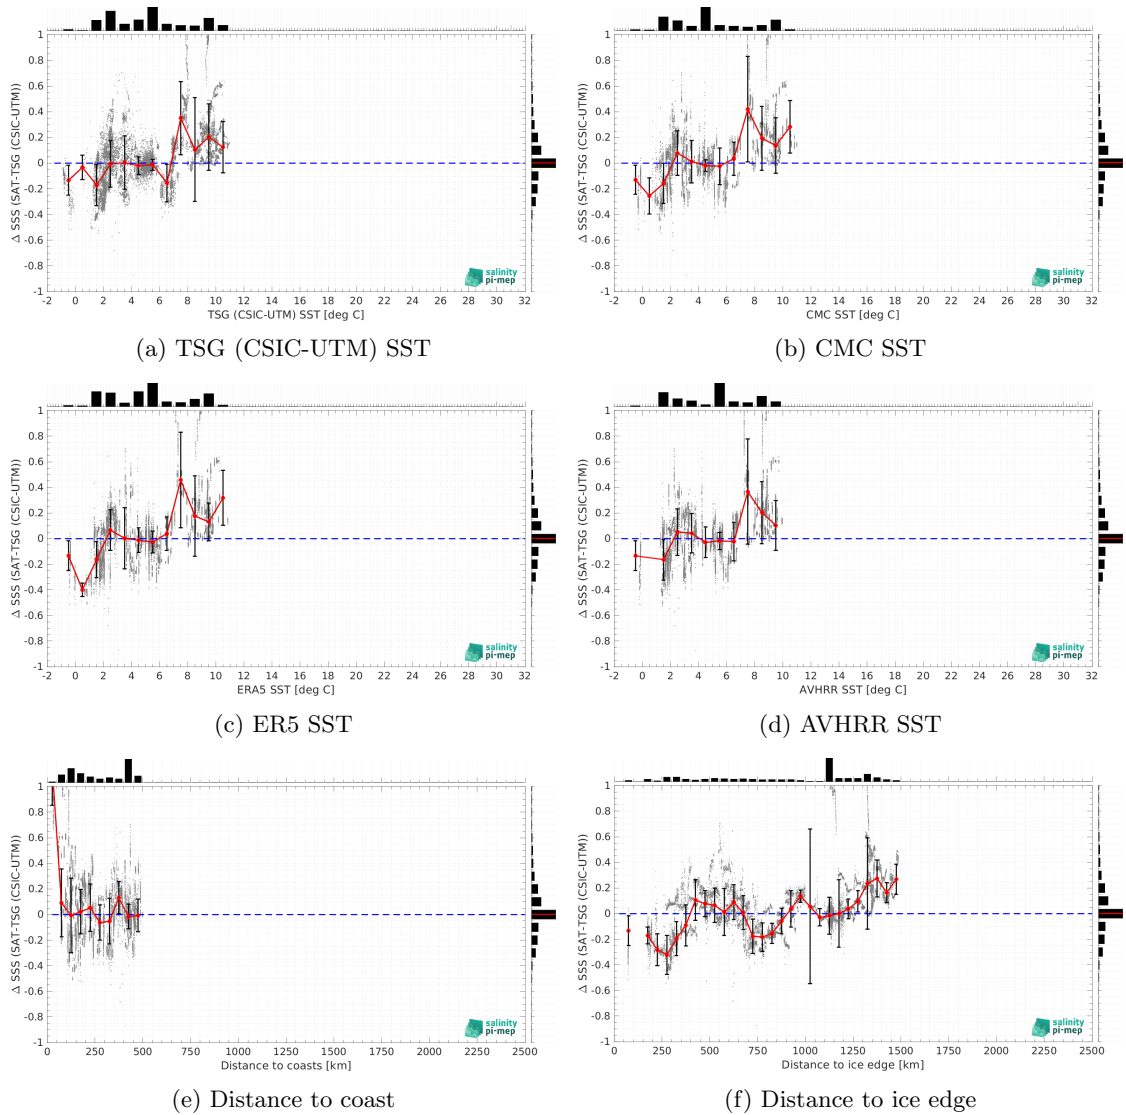 1
0.8
0.6
0.4
0.2
0
-0.2
-0.4
-0.6
-0.8
-1
Δ SSS (SAT-TSG (CSIC-UTM))
salinity
pi-mep
-2 0 2 4 6 8 10 12 14 16 18 20 22 24 26 28 30 32
TSG (CSIC-UTM) SST [deg C]
(a) TSG (CSIC-UTM) SST
1
0.8
0.6
0.4
0.2
0
-0.2
-0.4
-0.6
-0.8
-1
Δ SSS (SAT-TSG (CSIC-UTM))
salinity
pi-mep
-2 0 2 4 6 8 10 12 14 16 18 20 22 24 26 28 30 32
CMC SST [deg C]
(b) CMC SST
1
0.8
0.6
0.4
0.2
0
-0.2
-0.4
-0.6
-0.8
-1
Δ SSS (SAT-TSG (CSIC-UTM))
salinity
pi-mep
-2 0 2 4 6 8 10 12 14 16 18 20 22 24 26 28 30 32
ERA5 SST [deg C]
(c) ER5 SST
1
0.8
0.6
0.4
0.2
0
-0.2
-0.4
-0.6
-0.8
-1
Δ SSS (SAT-TSG (CSIC-UTM))
salinity
pi-mep
-2 0 2 4 6 8 10 12 14 16 18 20 22 24 26 28 30 32
AVHRR SST [deg C]
(d) AVHRR SST
1
0.8
0.6
0.4
0.2
0
-0.2
-0.4
-0.6
-0.8
-1
Δ SSS (SAT-TSG (CSIC-UTM))
salinity
pi-mep
0 250 500 750 1000 1250 1500 1750 2000 2250 2500
Distance to coasts [km]
(e) Distance to coast
1
0.8
0.6
0.4
0.2
0
-0.2
-0.4
-0.6
-0.8
-1
Δ SSS (SAT-TSG (CSIC-UTM))
salinity
pi-mep
0 250 500 750 1000 1250 1500 1750 2000 2250 2500
Distance to ice edge [km]
(f) Distance to ice edge